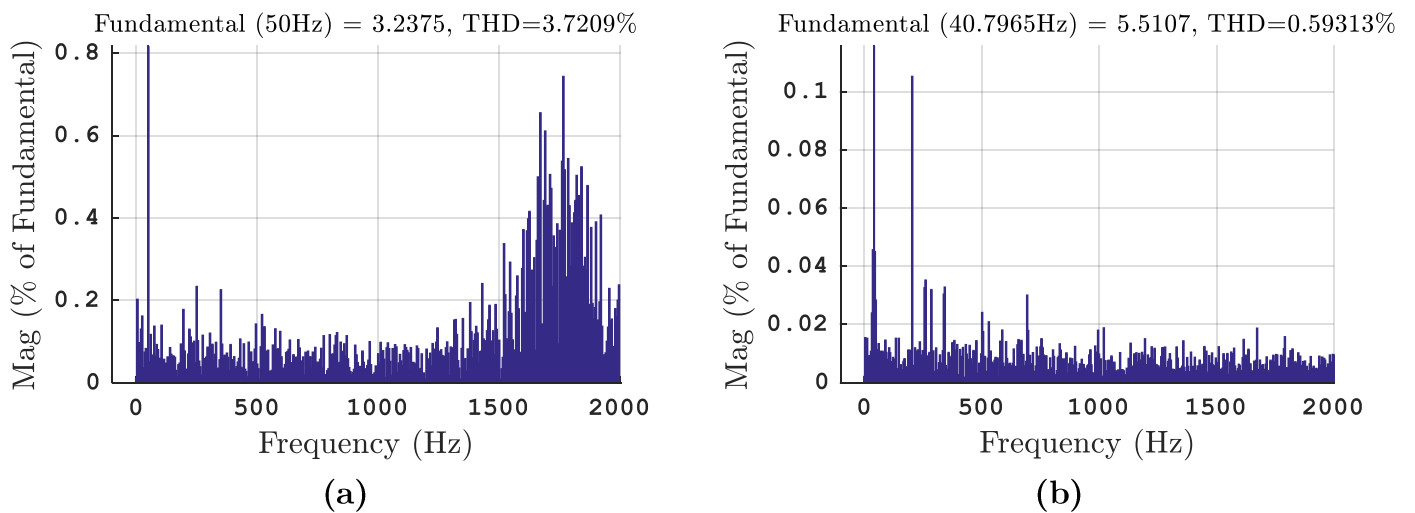 Fundamental (50Hz) = 3.2375, THD=3.7209%
Mag (% of Fundamental)
0.8
0.6
0.4
0.2
0
0 500 1000 1500 2000
Frequency (Hz)
(a)
Fundamental (40.7965Hz) = 5.5107, THD=0.59313%
Mag (% of Fundamental)
0.1
0.08
0.06
0.04
0.02
0
0 500 1000 1500 2000
Frequency (Hz)
(b)